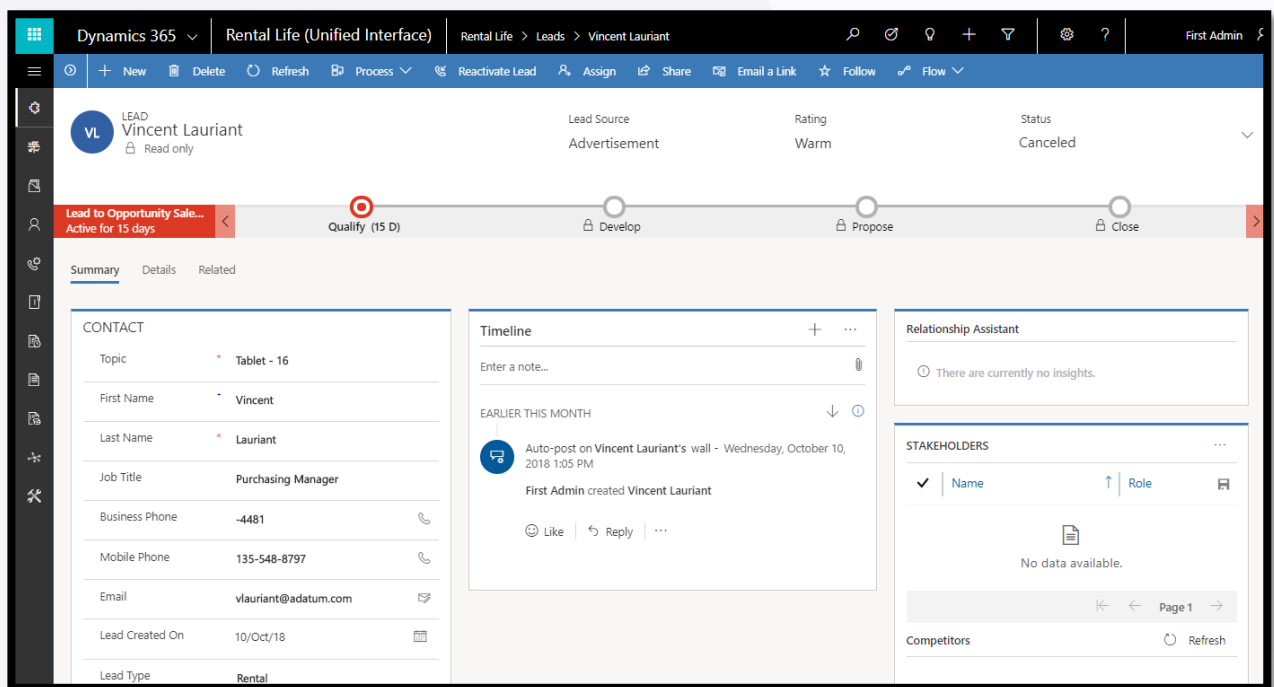 Dynamics 365
Rental Life (Unified Interface)
Rental Life > Leads > Vincent Lauriant
First Admin
New Delete Refresh Process Reactivate Lead Assign Share Email a Link Follow Flow
VL
LEAD
Vincent Lauriant
Read only
Lead Source
Advertisement
Rating
Warm
Status
Canceled
Lead to Opportunity Sale...
Active for 15 days
Qualify (15 D)
Develop
Propose
Close
Summary Details Related
CONTACT
Topic * Tablet - 16
First Name Vincent
Last Name * Lauriant
Job Title Purchasing Manager
Business Phone -4481
Mobile Phone 135-548-8797
Email vlauriant@adatum.com
Lead Created On 10/Oct/18
Lead Type Rental
Timeline
Enter a note...
EARLIER THIS MONTH
Auto-post on Vincent Lauriant's wall - Wednesday, October 10,
2018 1:05 PM
First Admin created Vincent Lauriant
Like Reply ...
Relationship Assistant
There are currently no insights.
STAKEHOLDERS
Name Role
No data available.
Page 1
Competitors Refresh